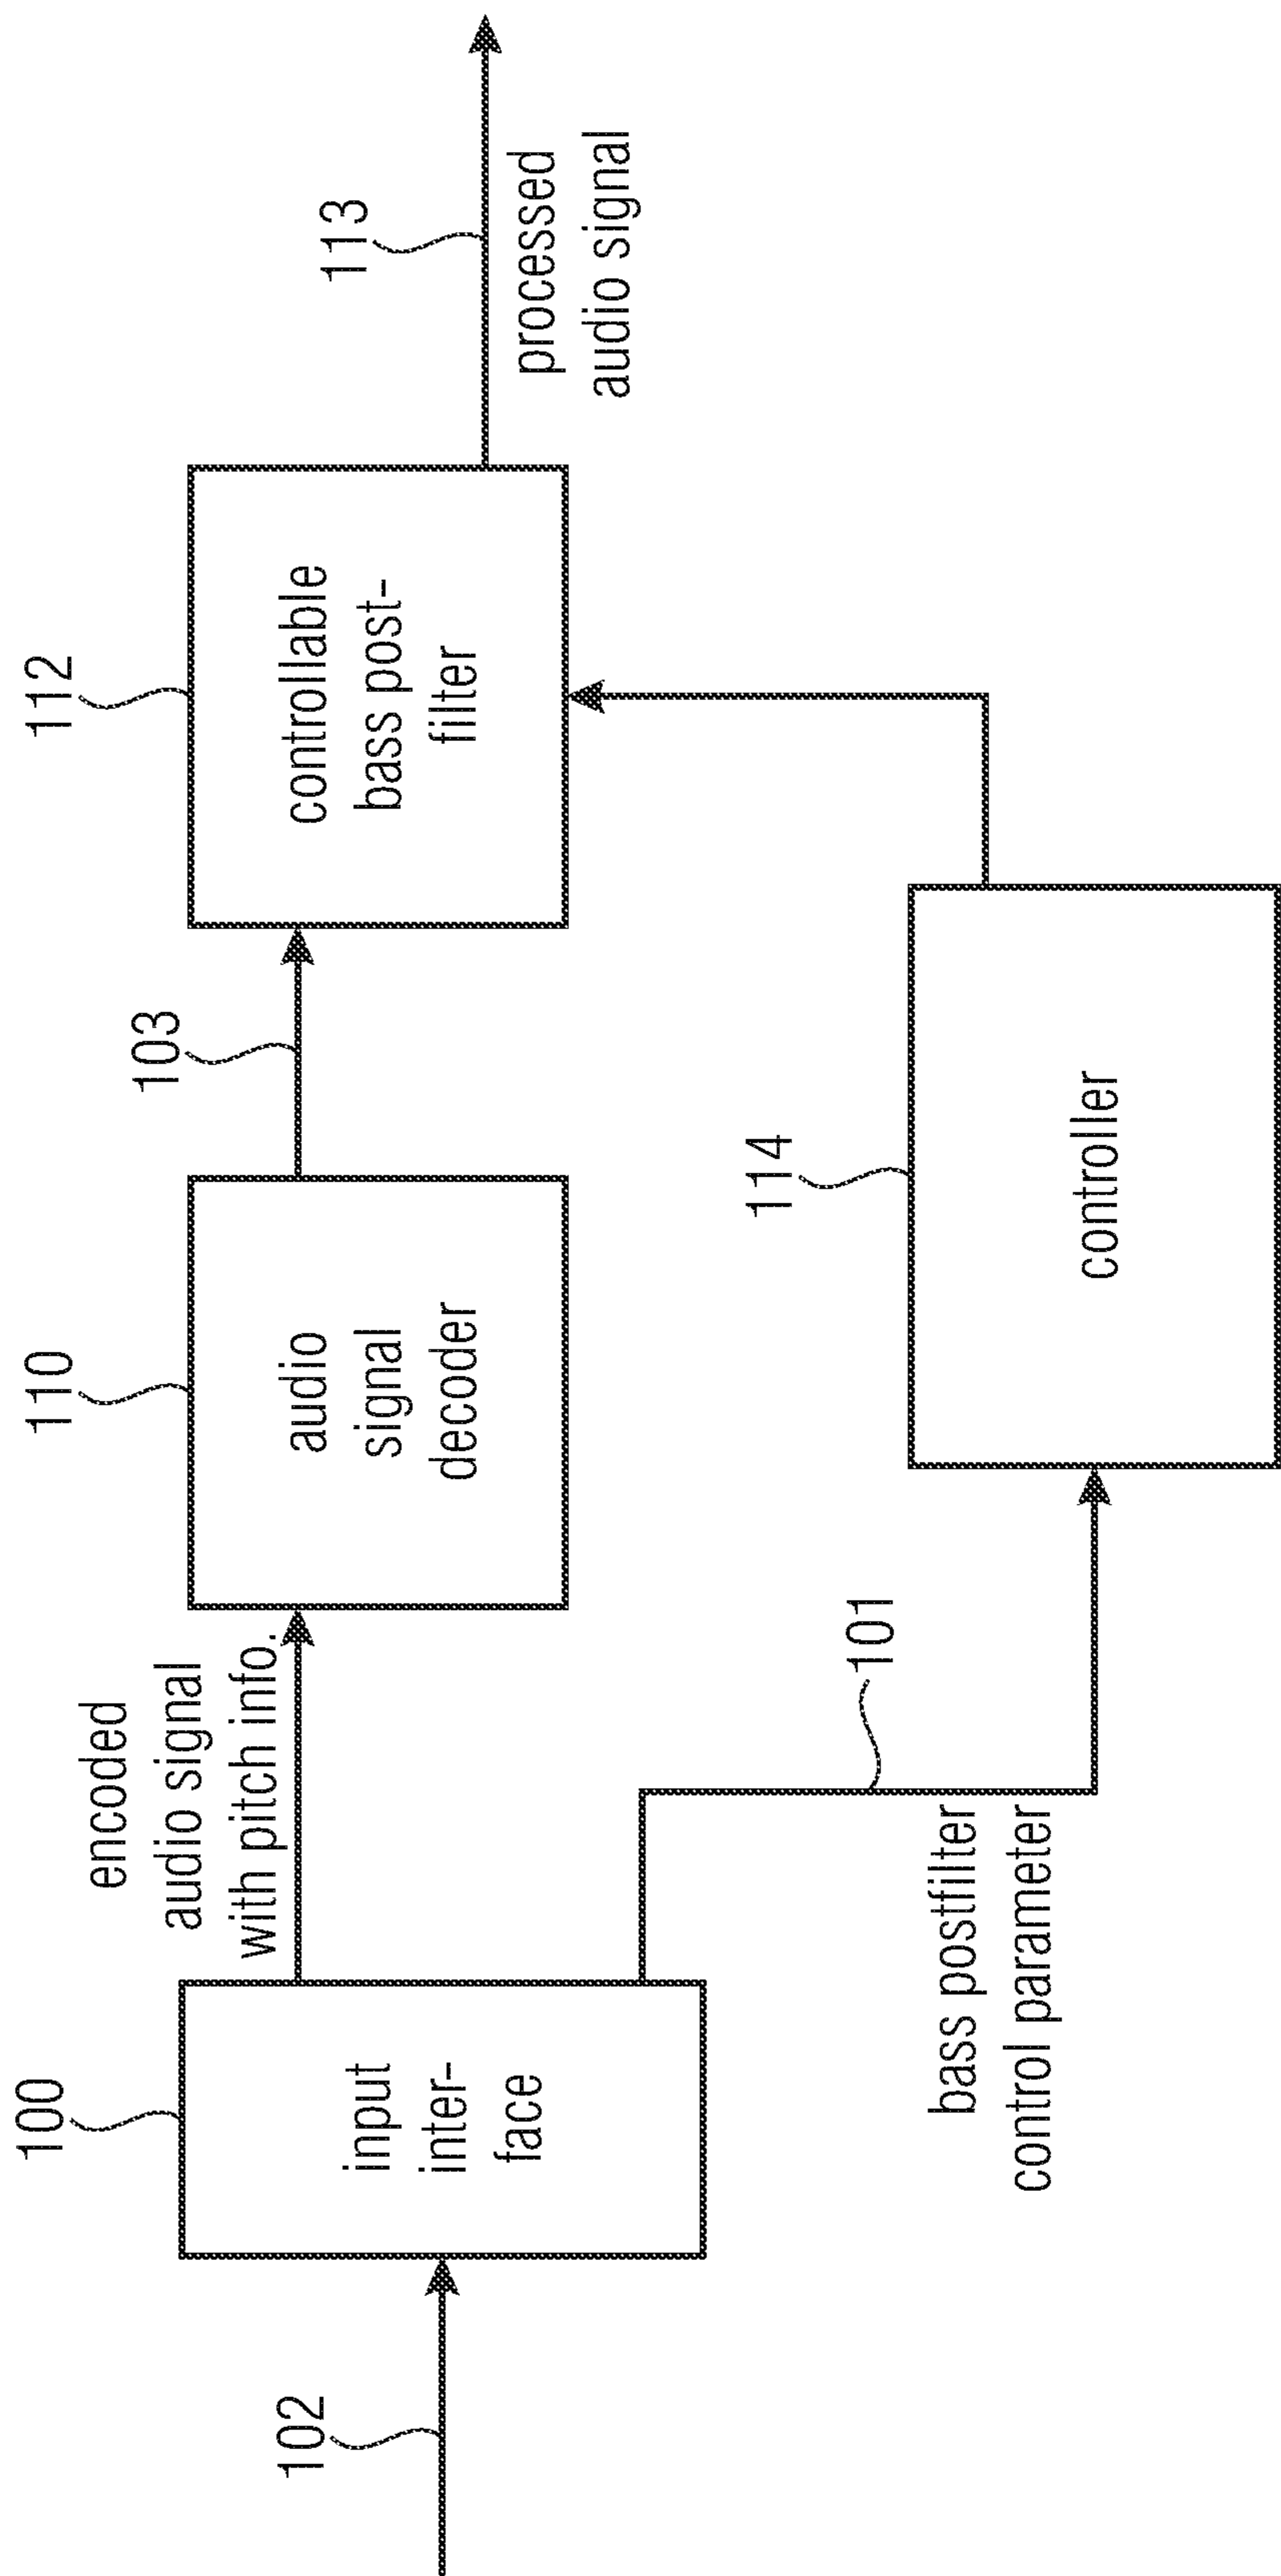 102
100
input
inter-
face
encoded
audio signal
with pitch info.
110
audio
signal
decoder
103
112
controllable
bass post-
filter
113
processed
audio signal
101
bass postfilter
control parameter
114
controller